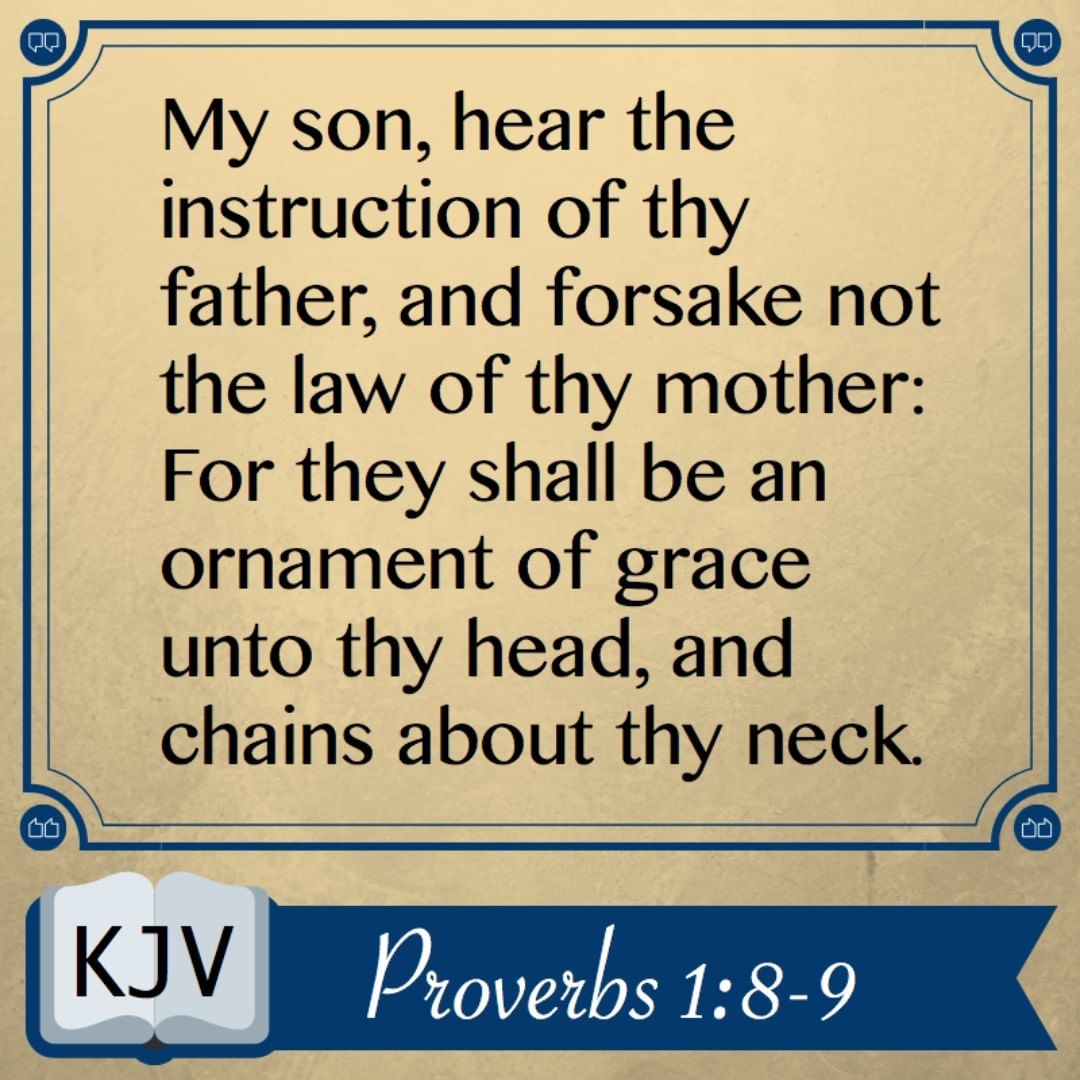 My son, hear the
instruction of thy
father, and forsake not
the law of thy mother:
For they shall be an
ornament of grace
unto thy head, and
chains about thy neck.
KJV
Proverbs 1:8-9